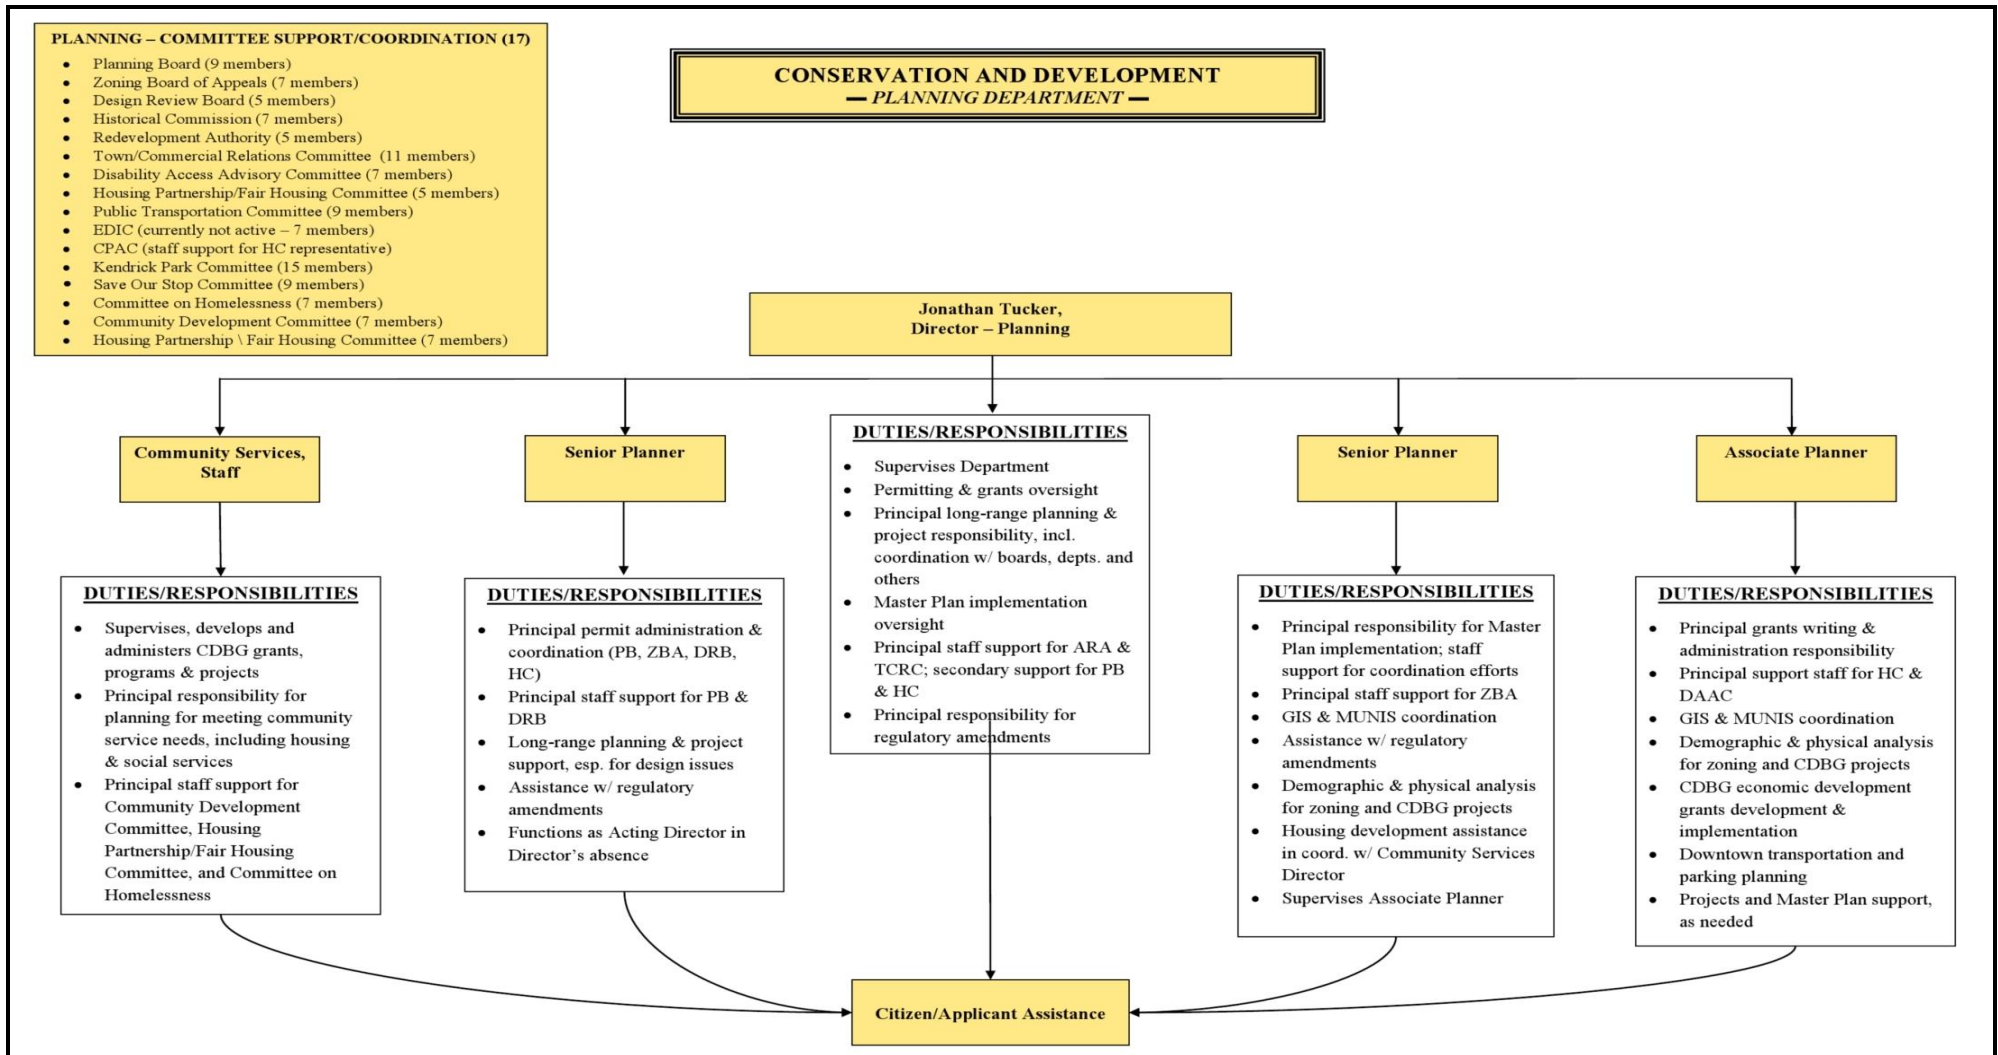 PLANNING – COMMITTEE SUPPORT/COORDINATION (17)
• Planning Board (9 members)
• Zoning Board of Appeals (7 members)
• Design Review Board (5 members)
• Historical Commission (7 members)
• Redevelopment Authority (5 members)
• Town/Commercial Relations Committee (11 members)
• Disability Access Advisory Committee (7 members)
• Housing Partnership/Fair Housing Committee (5 members)
• Public Transportation Committee (9 members)
• EDIC (currently not active – 7 members)
• CPAC (staff support for HC representative)
• Kendrick Park Committee (15 members)
• Save Our Stop Committee (9 members)
• Committee on Homelessness (7 members)
• Community Development Committee (7 members)
• Housing Partnership \ Fair Housing Committee (7 members)
CONSERVATION AND DEVELOPMENT
— PLANNING DEPARTMENT —
Jonathan Tucker,
Director – Planning
Community Services,
Staff
DUTIES/RESPONSIBILITIES
• Supervises, develops and
administers CDBG grants,
programs & projects
• Principal responsibility for
planning for meeting community
service needs, including housing
& social services
• Principal staff support for
Community Development
Committee, Housing
Partnership/Fair Housing
Committee, and Committee on
Homelessness
Senior Planner
DUTIES/RESPONSIBILITIES
• Principal permit administration &
coordination (PB, ZBA, DRB,
HC)
• Principal staff support for PB &
DRB
• Long-range planning & project
support, esp. for design issues
• Assistance w/ regulatory
amendments
• Functions as Acting Director in
Director's absence
DUTIES/RESPONSIBILITIES
• Supervises Department
• Permitting & grants oversight
• Principal long-range planning &
project responsibility, incl.
coordination w/ boards, depts. and
others
• Master Plan implementation
oversight
• Principal staff support for ARA &
TCRC; secondary support for PB
& HC
• Principal responsibility for
regulatory amendments
Senior Planner
DUTIES/RESPONSIBILITIES
• Principal responsibility for Master
Plan implementation; staff
support for coordination efforts
• Principal staff support for ZBA
• GIS & MUNIS coordination
• Assistance w/ regulatory
amendments
• Demographic & physical analysis
for zoning and CDBG projects
• Housing development assistance
in coord. w/ Community Services
Director
• Supervises Associate Planner
Associate Planner
DUTIES/RESPONSIBILITIES
• Principal grants writing &
administration responsibility
• Principal support staff for HC &
DAAC
• GIS & MUNIS coordination
• Demographic & physical analysis
for zoning and CDBG projects
• CDBG economic development
grants development &
implementation
• Downtown transportation and
parking planning
• Projects and Master Plan support,
as needed
Citizen/Applicant Assistance